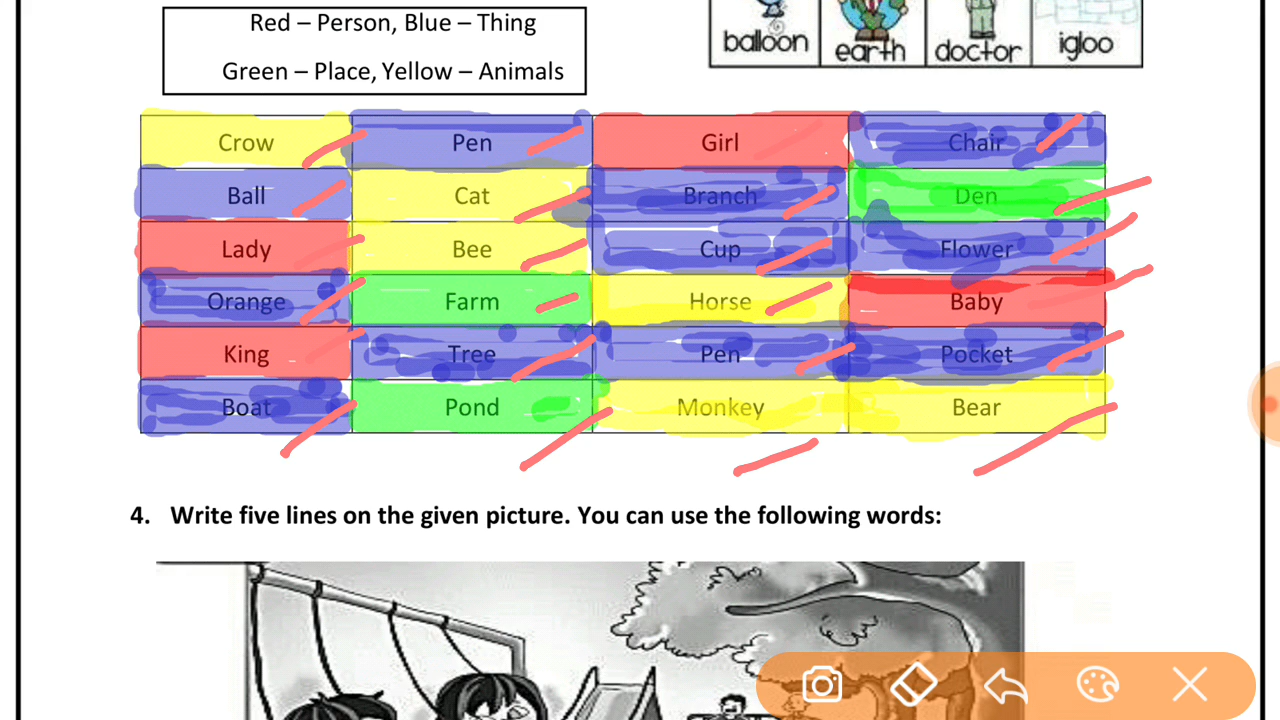 Red – Person, Blue – Thing
Green – Place, Yellow – Animals
balloon earth doctor igloo
Crow Pen Girl Chair
Ball Cat Branch Den
Lady Bee Cup Flower
Orange Farm Horse Baby
King Tree Pen Pocket
Boat Pond Monkey Bear
4. Write five lines on the given picture. You can use the following words: